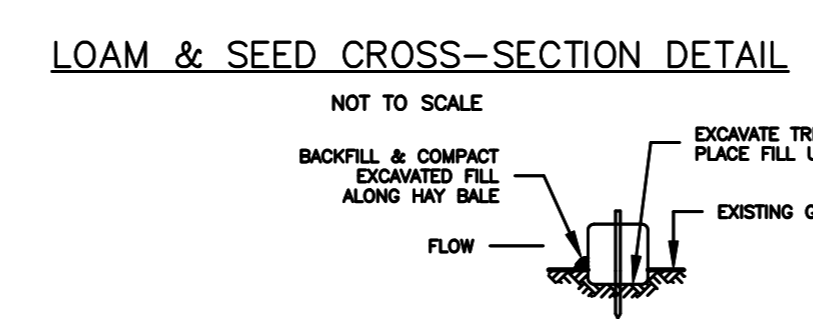 LOAM & SEED CROSS-SECTION DETAIL
NOT TO SCALE
BACKFILL & COMPACT
EXCAVATED FILL
ALONG HAY BALE
FLOW
EXCAVATE
PLACE FILL
EXISTING